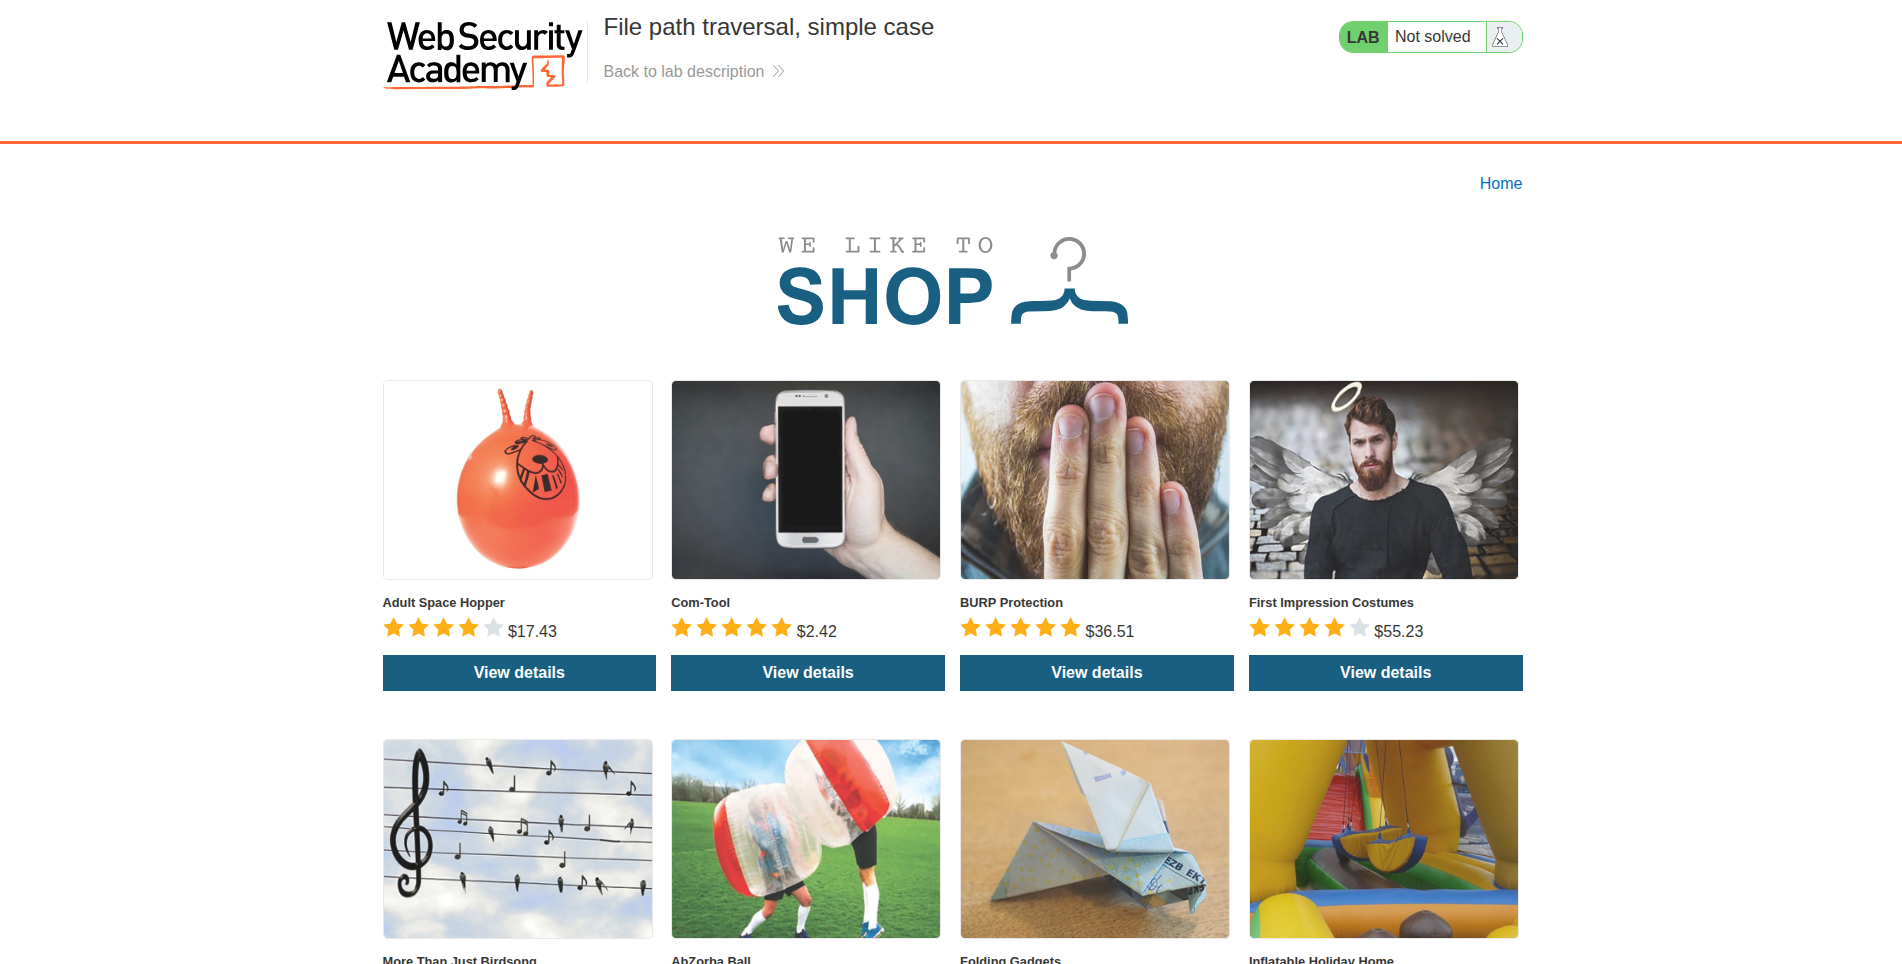 Web Security
Academy
File path traversal, simple case
Back to lab description
LAB Not solved
Home
WE LIKE TO
SHOP
Adult Space Hopper
$17.43
View details
Com-Tool
$2.42
View details
BURP Protection
$36.51
View details
First Impression Costumes
$55.23
View details
EZB EKT
More Than Just Birdsong
AbZorba Ball
Folding Gadgets
Inflatable Holiday Home